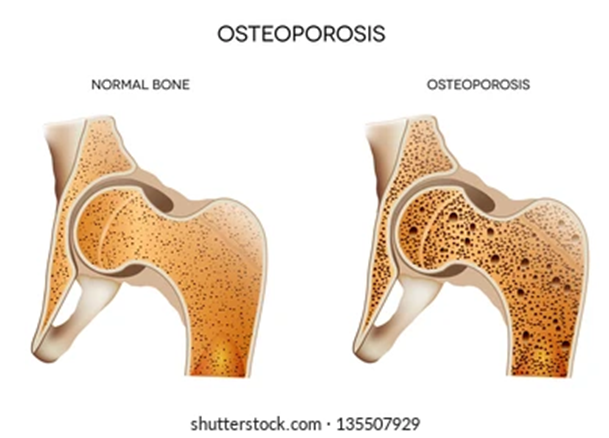 OSTEOPOROSIS
NORMAL BONE
OSTEOPOROSIS
shutterstock.com · 135507929